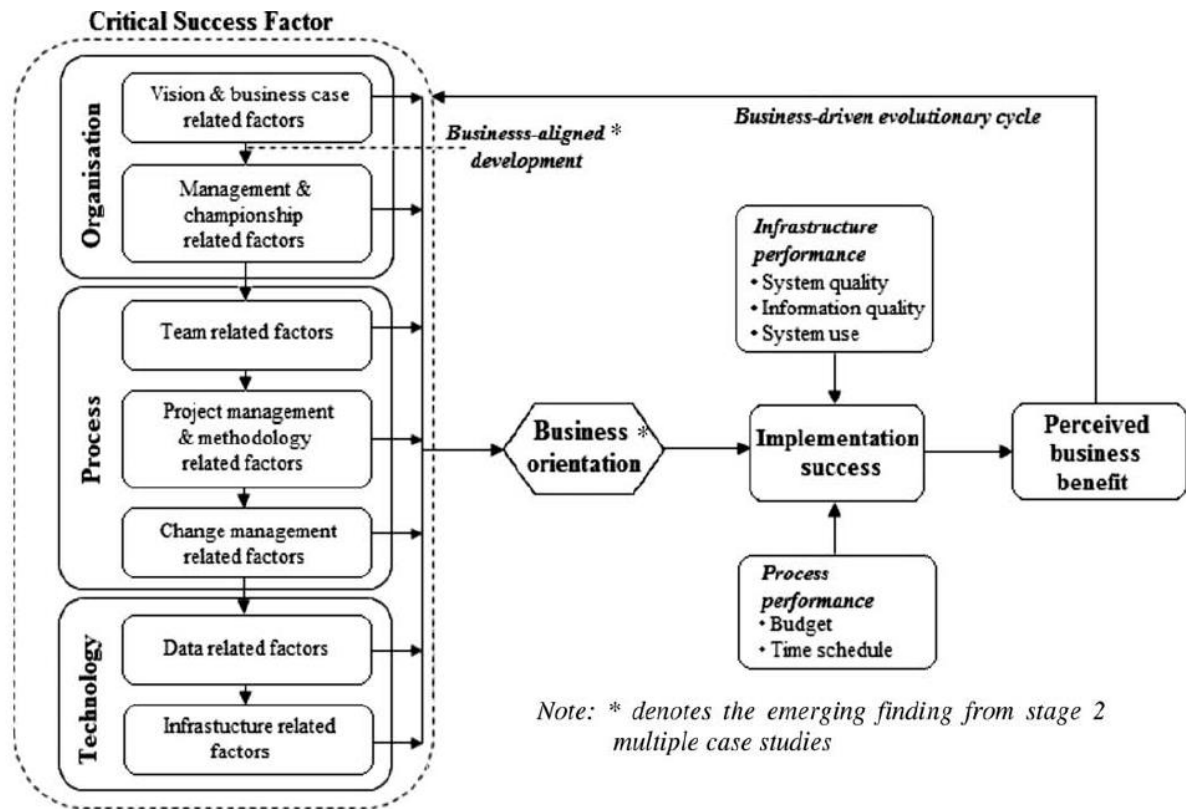 Critical Success Factor
Organisation
Vision & business case
related factors
Management &
championship
related factors
Businesss-aligned *
development
Business-driven evolutionary cycle
Process
Team related factors
Project management
& methodology
related factors
Change management
related factors
Technology
Data related factors
Infrastucture related
factors
Business *
orientation
Infrastructure
performance
• System quality
• Information quality
• System use
Implementation
success
Process
performance
• Budget
• Time schedule
Perceived
business
benefit
Note: * denotes the emerging finding from stage 2
multiple case studies